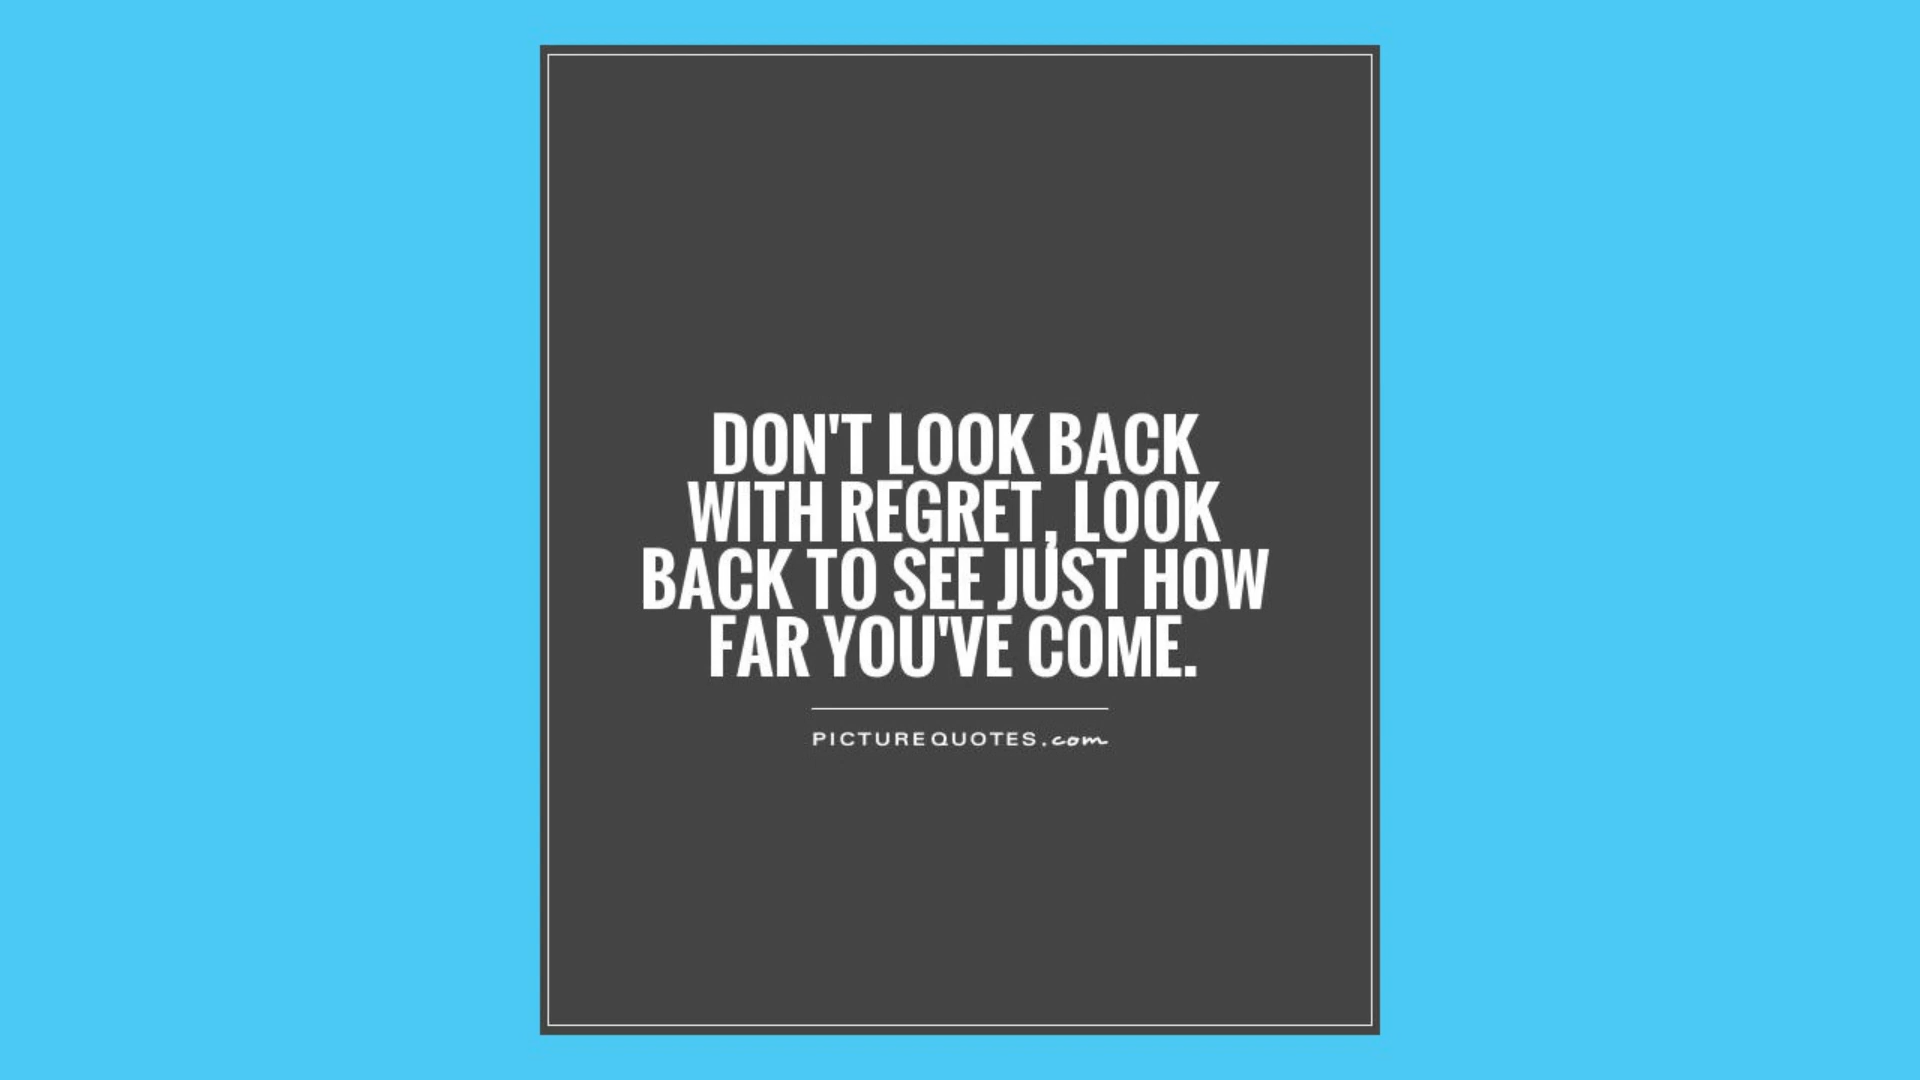 DON'T LOOK BACK
WITH REGRET, LOOK
BACK TO SEE JUST HOW
FAR YOU'VE COME.
PICTUREQUOTES.com